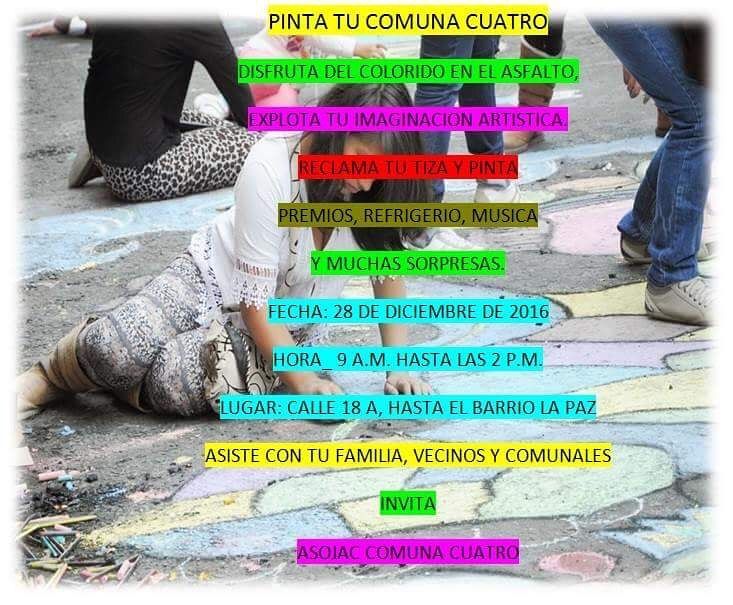 PINTA TU COMUNA CUATRO
DISFRUTA DEL COLORIDO EN EL ASFALTO,
EXPLOTA TU IMAGINACION ARTISTICA.
RECLAMA TU TIZA Y PINTA
PREMIOS, REFRIGERIO, MUSICA
Y MUCHAS SORPRESAS.
FECHA: 28 DE DICIEMBRE DE 2016
HORA_ 9 A.M. HASTA LAS 2 P.M.
LUGAR: CALLE 18 A, HASTA EL BARRIO LA PAZ
ASISTE CON TU FAMILIA, VECINOS Y COMUNALES
INVITA
ASOJAC COMUNA CUATRO